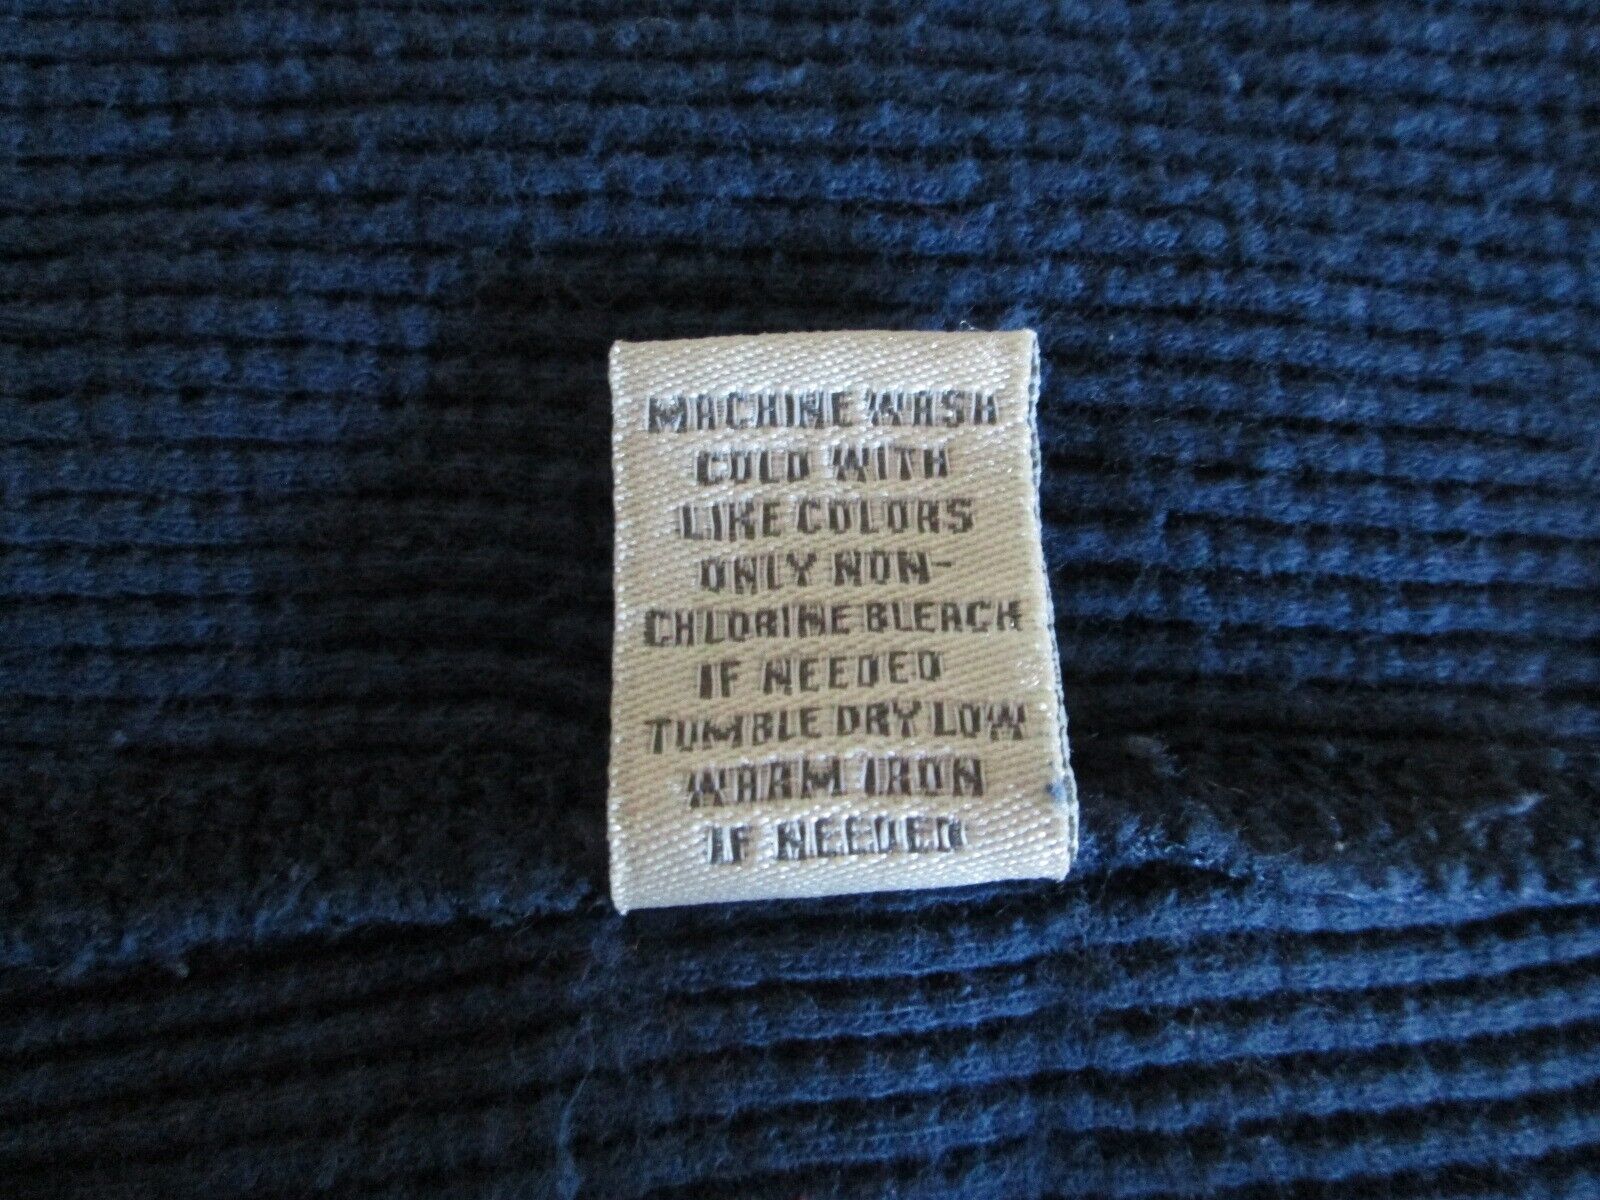 MACHINE WASH
COLD WITH
LIKE COLORS
ONLY NON-
CHLORINE BLEACH
IF NEEDED
TUMBLE DRY LOW
WARM IRON
IF NEEDED